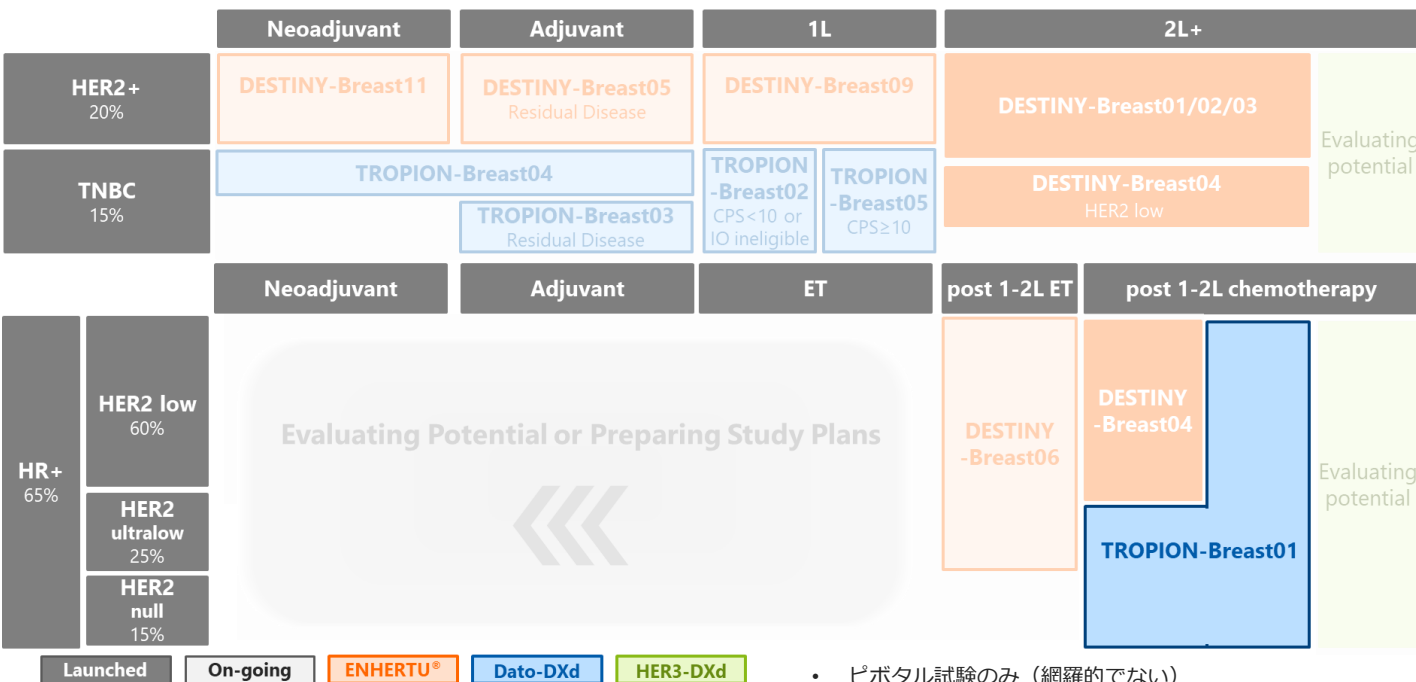 Neoadjuvant Adjuvant 1L 2L+
HER2+
20%
DESTINY-Breast11
DESTINY-Breast05
Residual Disease
DESTINY-Breast09
DESTINY-Breast01/02/03
Evaluating
potential
TNBC
15%
TROPION-Breast04
TROPION-Breast03
Residual Disease
TROPION
-Breast02
CPS<10 or
IO ineligible
TROPION
-Breast05
CPS≥10
DESTINY-Breast04
HER2 low
Neoadjuvant Adjuvant ET post 1-2L ET post 1-2L chemotherapy
HR+
65%
HER2 low
60%
HER2
ultralow
25%
HER2
null
15%
Evaluating Potential or Preparing Study Plans
DESTINY
-Breast06
DESTINY
-Breast04
TROPION-Breast01
Evaluating
potential
Launched On-going ENHERTU® Dato-DXd HER3-DXd
• ピボタル試験のみ（網羅的でない）